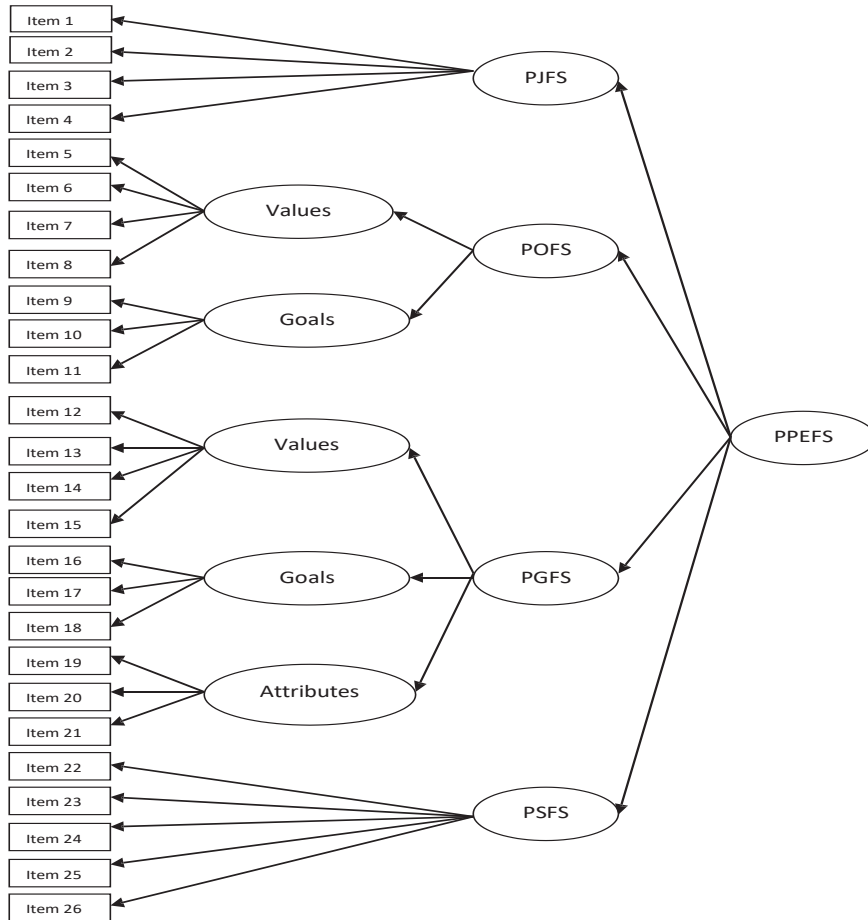 Item 1
Item 2
Item 3
Item 4
Item 5
Item 6
Item 7
Item 8
Item 9
Item 10
Item 11
Item 12
Item 13
Item 14
Item 15
Item 16
Item 17
Item 18
Item 19
Item 20
Item 21
Item 22
Item 23
Item 24
Item 25
Item 26
Values
Goals
Values
Goals
Attributes
PJFS
POFS
PGFS
PSFS
PPEFS